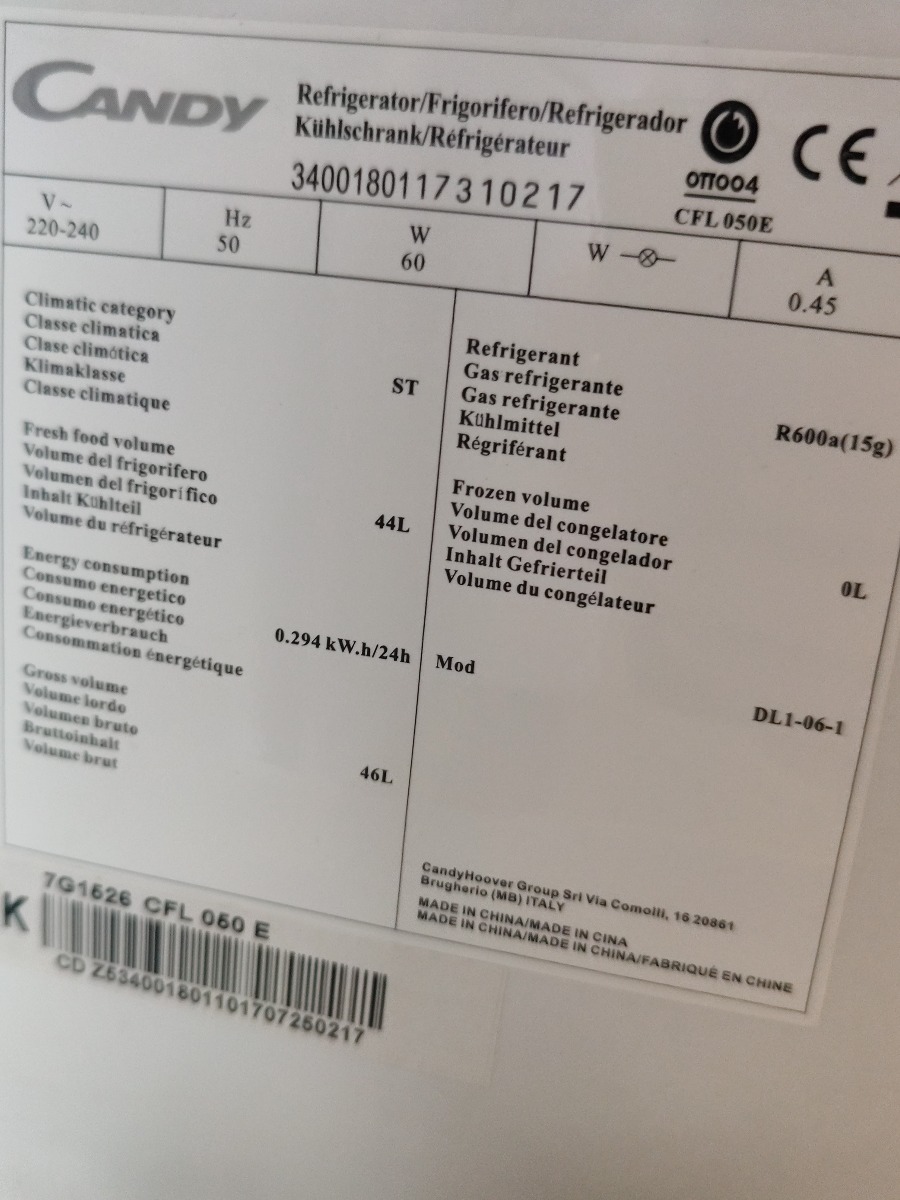 CANDY
Refrigerator/Frigorifero/Refrigerador
Kühlschrank/Réfrigérateur
3400180117310217
OTTO04
CFL 050E
CE
V~
220-240
Hz
50
W
60
W
A
0.45
Climatic category
Classe climatica
Clase climótica
Klimaklasse
Classe climatique
ST
Fresh food volume
Volume del frigorifero
Volumen del frigorífico
Inhalt Kühlteil
Volume du réfrigérateur
44L
Energy consumption
Consumo energetico
Consumo energético
Energieverbrauch
Consommation énergétique
0.294 kW.h/24h
Gross volume
Volume lordo
Volumen bruto
Bruttoinhalt
Volume brut
46L
Refrigerant
Gas refrigerante
Gas refrigerante
Kühlmittel
Régriférant
R600a(15g)
Frozen volume
Volume del congelatore
Volumen del congelador
Inhalt Gefrierteil
Volume du congélateur
0L
Mod
DL1-06-1
CandyHoover Group Srl Via Comolli, 16 20861
Brugherio (MB) ITALY
MADE IN CHINA/MADE IN CINA
MADE IN CHINA/MADE IN CHINA/FABRIQUÉ EN CHINE
K
7G1626 CFL 050 E
CD Z534001801101707250217